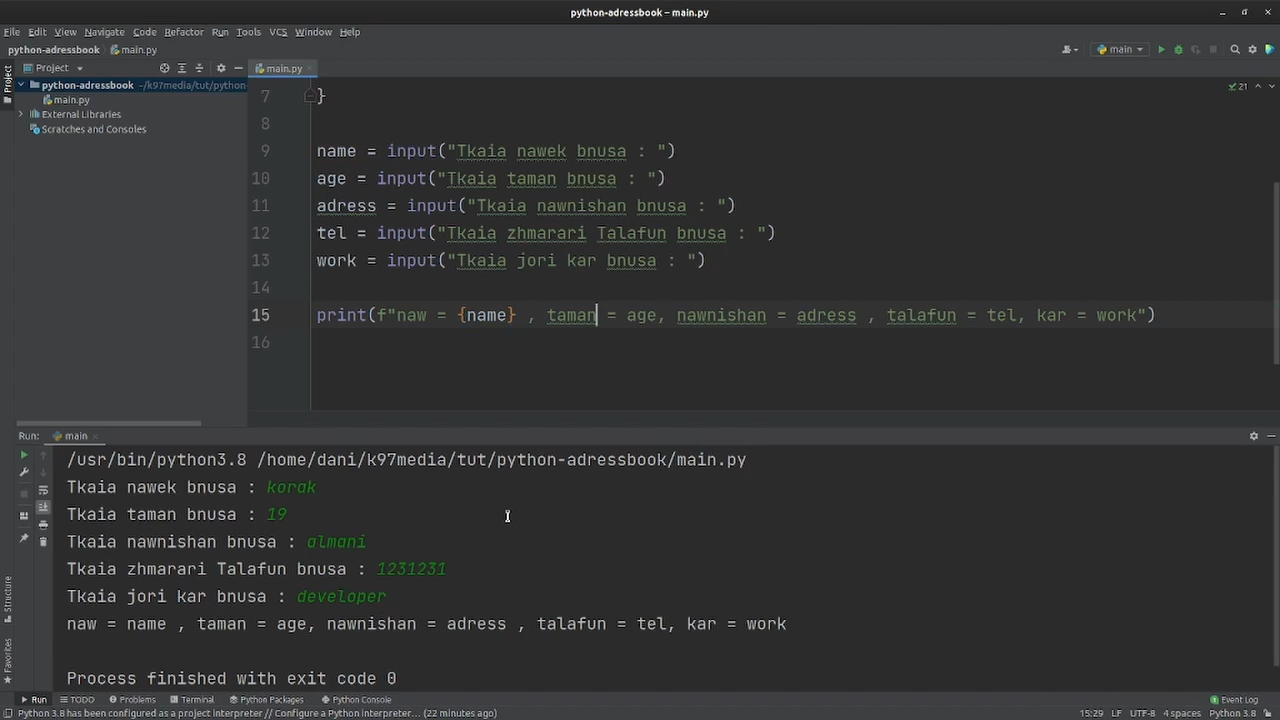 python-adressbook – main.py
File Edit View Navigate Code Refactor Run Tools VCS Window Help
python-adressbook main.py
main
Project
main.py
Project
python-adressbook ~/k97media/tut/python-
main.py
External Libraries
Scratches and Consoles
21
7 }
8
9 name = input("Tkaia nawek bnusa : ")
10 age = input("Tkaia taman bnusa : ")
11 adress = input("Tkaia nawnishan bnusa : ")
12 tel = input("Tkaia zhmarari Talafun bnusa : ")
13 work = input("Tkaia jori kar bnusa : ")
14
15 print(f"naw = {name} , taman = age, nawnishan = adress , talafun = tel, kar = work")
16
Run: main
/usr/bin/python3.8 /home/dani/k97media/tut/python-adressbook/main.py
Tkaia nawek bnusa : korak
Tkaia taman bnusa : 19
Tkaia nawnishan bnusa : almani
Tkaia zhmarari Talafun bnusa : 1231231
Tkaia jori kar bnusa : developer
naw = name , taman = age, nawnishan = adress , talafun = tel, kar = work
Process finished with exit code 0
Structure
Favorites
Run TODO Problems Terminal Python Packages Python Console Event Log
Python 3.8 has been configured as a project interpreter // Configure a Python interpreter... (22 minutes ago) 15:29 LF UTF-8 4 spaces Python 3.8